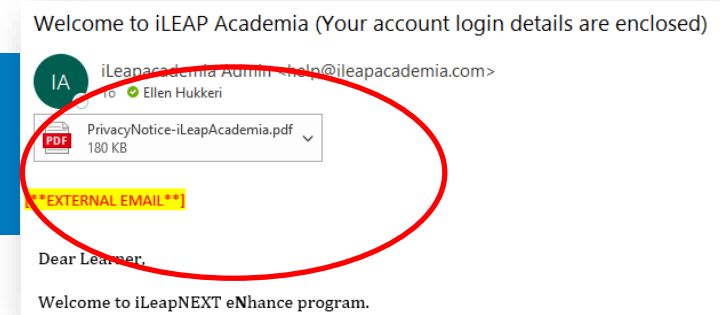 Welcome to iLEAP Academia (Your account login details are enclosed)
IA
iLeapacademia Admin <help@ileapacademia.com>
To Ellen Hukkeri
PDF
PrivacyNotice-iLeapAcademia.pdf
180 KB
[**EXTERNAL EMAIL**]
Dear Learner,
Welcome to iLeapNEXT eNhance program.